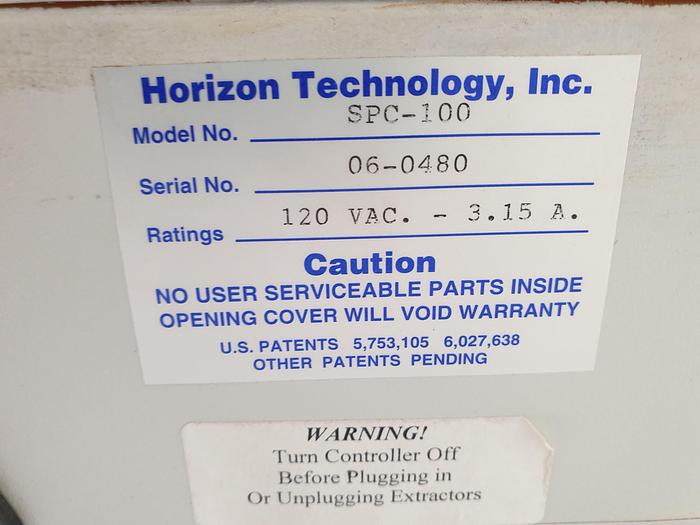 Horizon Technology, Inc.
Model No. SPC-100
Serial No. 06-0480
Ratings 120 VAC. - 3.15 A.
Caution
NO USER SERVICEABLE PARTS INSIDE
OPENING COVER WILL VOID WARRANTY
U.S. PATENTS 5,753,105 6,027,638
OTHER PATENTS PENDING
WARNING!
Turn Controller Off
Before Plugging in
Or Unplugging Extractors